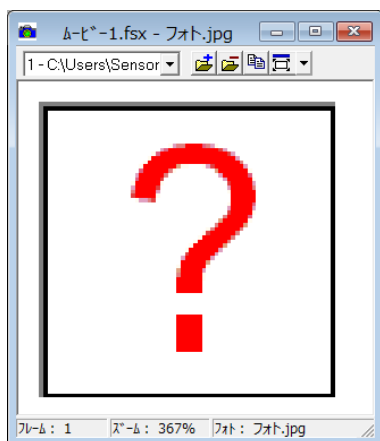 ﾑｰﾋﾞｰ1.fsx - フォト.jpg
1 - C:\Users\Sensor
?
ﾌﾚｰﾑ : 1
ｽﾞｰﾑ : 367%
ﾌｫﾄ : フォト.jpg